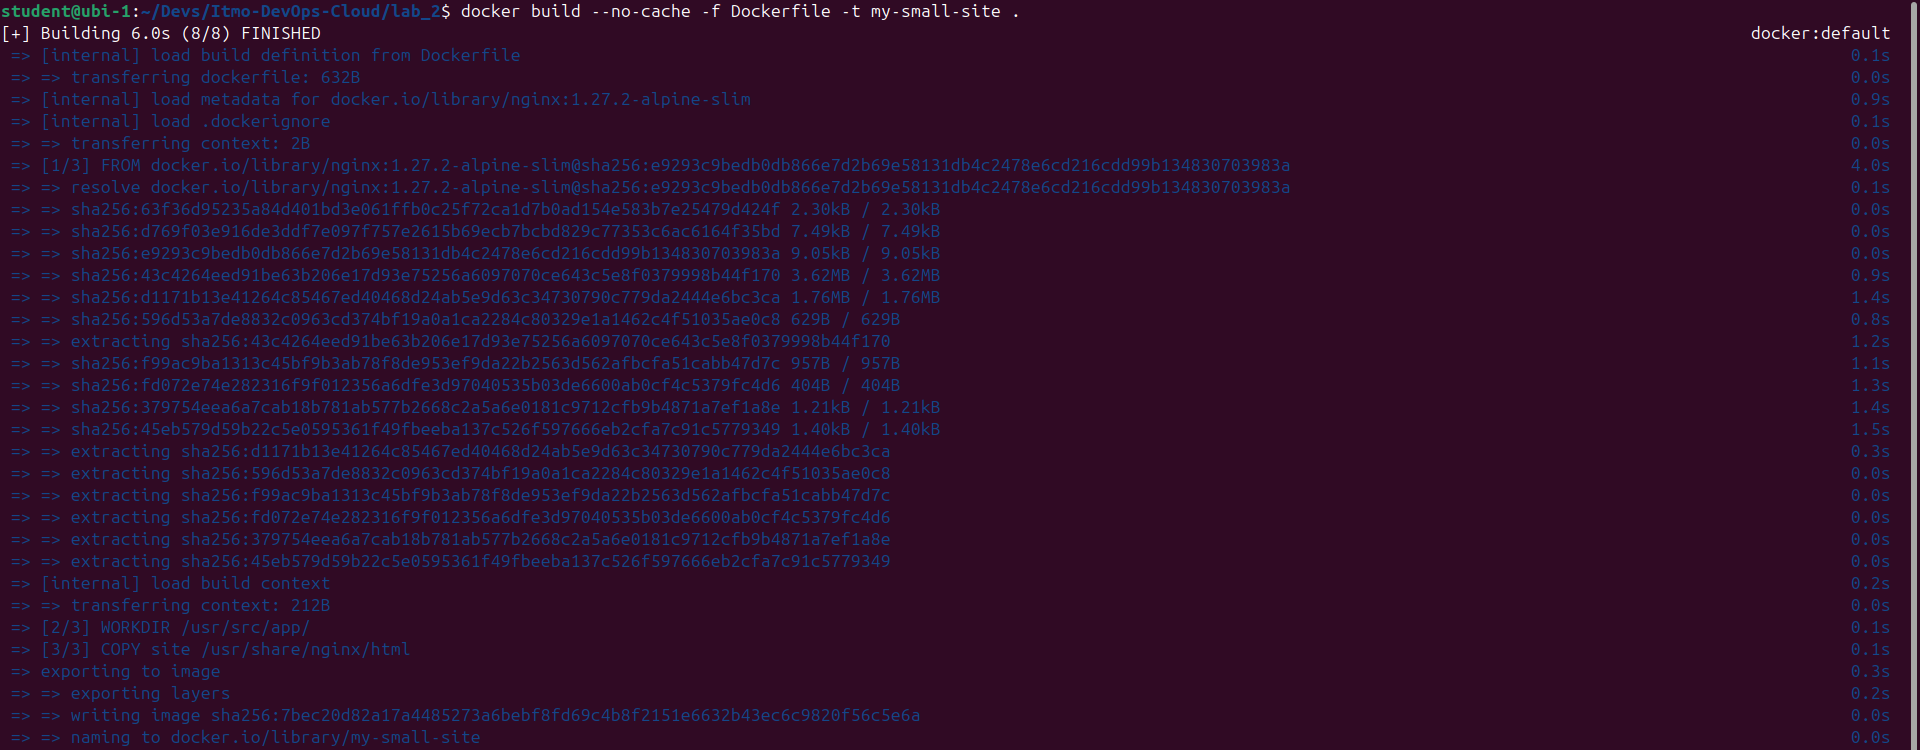 student@ubi-1:~/Devs/Itmo-DevOps-Cloud/lab_2$ docker build --no-cache -f Dockerfile -t my-small-site .
[+] Building 6.0s (8/8) FINISHED docker:default
=> [internal] load build definition from Dockerfile 0.1s
=> => transferring dockerfile: 632B 0.0s
=> [internal] load metadata for docker.io/library/nginx:1.27.2-alpine-slim 0.9s
=> [internal] load .dockerignore 0.1s
=> => transferring context: 2B 0.0s
=> [1/3] FROM docker.io/library/nginx:1.27.2-alpine-slim@sha256:e9293c9bedb0db866e7d2b69e58131db4c2478e6cd216cdd99b134830703983a 4.0s
=> => resolve docker.io/library/nginx:1.27.2-alpine-slim@sha256:e9293c9bedb0db866e7d2b69e58131db4c2478e6cd216cdd99b134830703983a 0.1s
=> => sha256:63f36d95235a84d401bd3e061ffb0c25f72ca1d7b0ad154e583b7e25479d424f 2.30kB / 2.30kB 0.0s
=> => sha256:d769f03e916de3ddf7e097f757e2615b69ecb7bcbd829c77353c6ac6164f35bd 7.49kB / 7.49kB 0.0s
=> => sha256:e9293c9bedb0db866e7d2b69e58131db4c2478e6cd216cdd99b134830703983a 9.05kB / 9.05kB 0.0s
=> => sha256:43c4264eed91be63b206e17d93e75256a6097070ce643c5e8f0379998b44f170 3.62MB / 3.62MB 0.9s
=> => sha256:d1171b13e41264c85467ed40468d24ab5e9d63c34730790c779da2444e6bc3ca 1.76MB / 1.76MB 1.4s
=> => sha256:596d53a7de8832c0963cd374bf19a0a1ca2284c80329e1a1462c4f51035ae0c8 629B / 629B 0.8s
=> => extracting sha256:43c4264eed91be63b206e17d93e75256a6097070ce643c5e8f0379998b44f170 1.2s
=> => sha256:f99ac9ba1313c45bf9b3ab78f8de953ef9da22b2563d562afbcfa51cabb47d7c 957B / 957B 1.1s
=> => sha256:fd072e74e282316f9f012356a6dfe3d97040535b03de6600ab0cf4c5379fc4d6 404B / 404B 1.3s
=> => sha256:379754eea6a7cab18b781ab577b2668c2a5a6e0181c9712cfb9b4871a7ef1a8e 1.21kB / 1.21kB 1.4s
=> => sha256:45eb579d59b22c5e0595361f49fbeeba137c526f597666eb2cfa7c91c5779349 1.40kB / 1.40kB 1.5s
=> => extracting sha256:d1171b13e41264c85467ed40468d24ab5e9d63c34730790c779da2444e6bc3ca 0.3s
=> => extracting sha256:596d53a7de8832c0963cd374bf19a0a1ca2284c80329e1a1462c4f51035ae0c8 0.0s
=> => extracting sha256:f99ac9ba1313c45bf9b3ab78f8de953ef9da22b2563d562afbcfa51cabb47d7c 0.0s
=> => extracting sha256:fd072e74e282316f9f012356a6dfe3d97040535b03de6600ab0cf4c5379fc4d6 0.0s
=> => extracting sha256:379754eea6a7cab18b781ab577b2668c2a5a6e0181c9712cfb9b4871a7ef1a8e 0.0s
=> => extracting sha256:45eb579d59b22c5e0595361f49fbeeba137c526f597666eb2cfa7c91c5779349 0.0s
=> [internal] load build context 0.2s
=> => transferring context: 212B 0.0s
=> [2/3] WORKDIR /usr/src/app/ 0.1s
=> [3/3] COPY site /usr/share/nginx/html 0.1s
=> exporting to image 0.3s
=> => exporting layers 0.2s
=> => writing image sha256:7bec20d82a17a4485273a6bebf8fd69c4b8f2151e6632b43ec6c9820f56c5e6a 0.0s
=> => naming to docker.io/library/my-small-site 0.0s